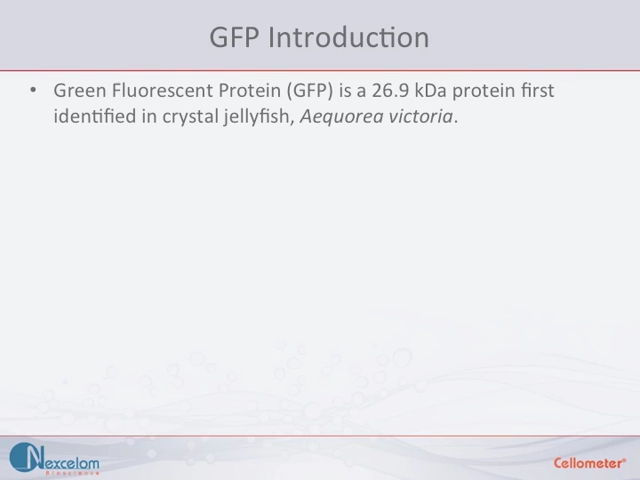 GFP Introduction
• Green Fluorescent Protein (GFP) is a 26.9 kDa protein first
identified in crystal jellyfish, Aequorea victoria.
Nexcelom
Bioscience
Cellometer®